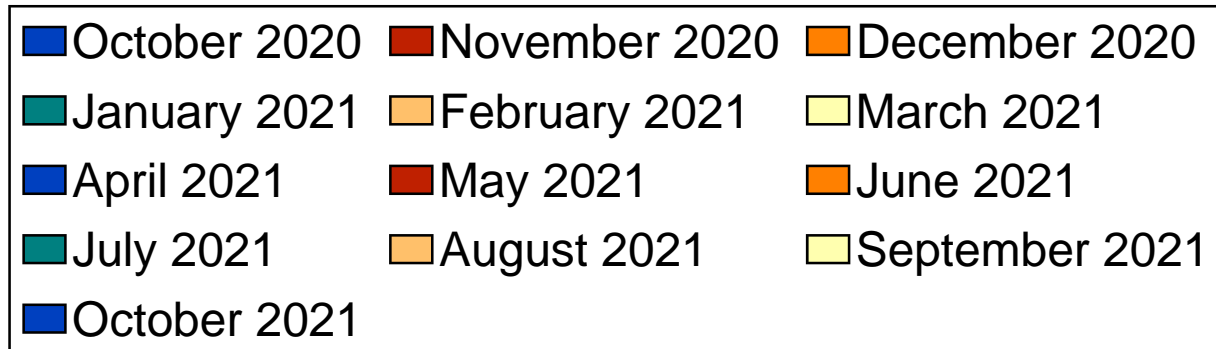 October 2020 November 2020 December 2020
January 2021 February 2021 March 2021
April 2021 May 2021 June 2021
July 2021 August 2021 September 2021
October 2021